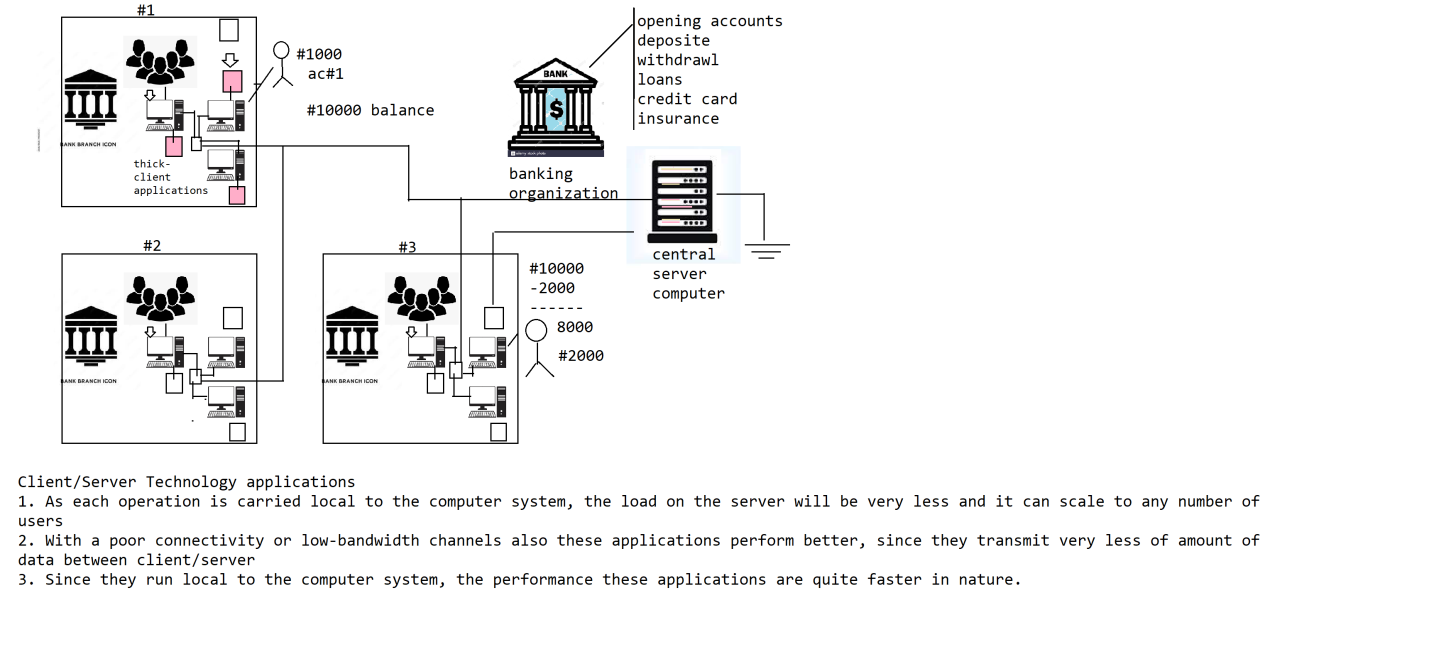 #1
#1000
ac#1
#10000 balance
BANK BRANCH ICON
thick-
client
applications
BANK
$
opening accounts
deposite
withdrawl
loans
credit card
insurance
banking
organization
central
server
computer
#2
BANK BRANCH ICON
#3
BANK BRANCH ICON
#10000
-2000
------
8000
#2000
Client/Server Technology applications
1. As each operation is carried local to the computer system, the load on the server will be very less and it can scale to any number of
users
2. With a poor connectivity or low-bandwidth channels also these applications perform better, since they transmit very less of amount of
data between client/server
3. Since they run local to the computer system, the performance these applications are quite faster in nature.